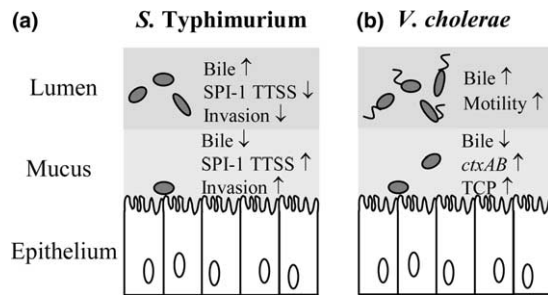 (a) S. Typhimurium
(b) V. cholerae
Lumen
Bile ↑
SPI-1 TTSS ↓
Invasion ↓
Bile ↑
Motility ↑
Mucus
Bile ↓
SPI-1 TTSS ↑
Invasion ↑
Bile ↓
ctxAB ↑
TCP ↑
Epithelium